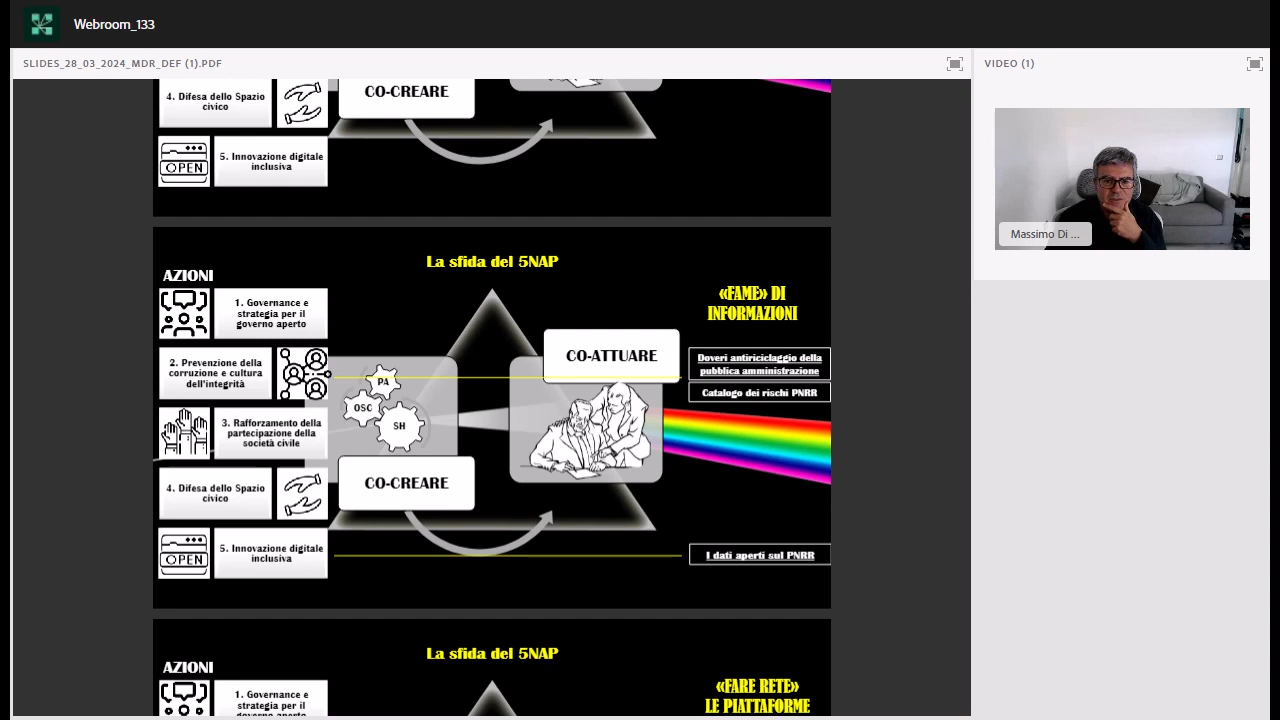 Webroom_133
SLIDES_28_03_2024_MDR_DEF (1).PDF
VIDEO (1)
4. Difesa dello Spazio
civico
CO-CREARE
5. Innovazione digitale
inclusiva
OPEN
Massimo Di ...
La sfida del 5NAP
AZIONI
1. Governance e
strategia per il
governo aperto
2. Prevenzione della
corruzione e cultura
dell'integrità
3. Rafforzamento della
partecipazione della
società civile
4. Difesa dello Spazio
civico
OPEN
5. Innovazione digitale
inclusiva
PA
OSC
SH
CO-CREARE
CO-ATTUARE
«FAME» DI
INFORMAZIONI
Doveri antiriciclaggio della
pubblica amministrazione
Catalogo dei rischi PNRR
I dati aperti sul PNRR
La sfida del 5NAP
AZIONI
1. Governance e
strategia per il
governo aperto
«FARE RETE»
LE PIATTAFORME